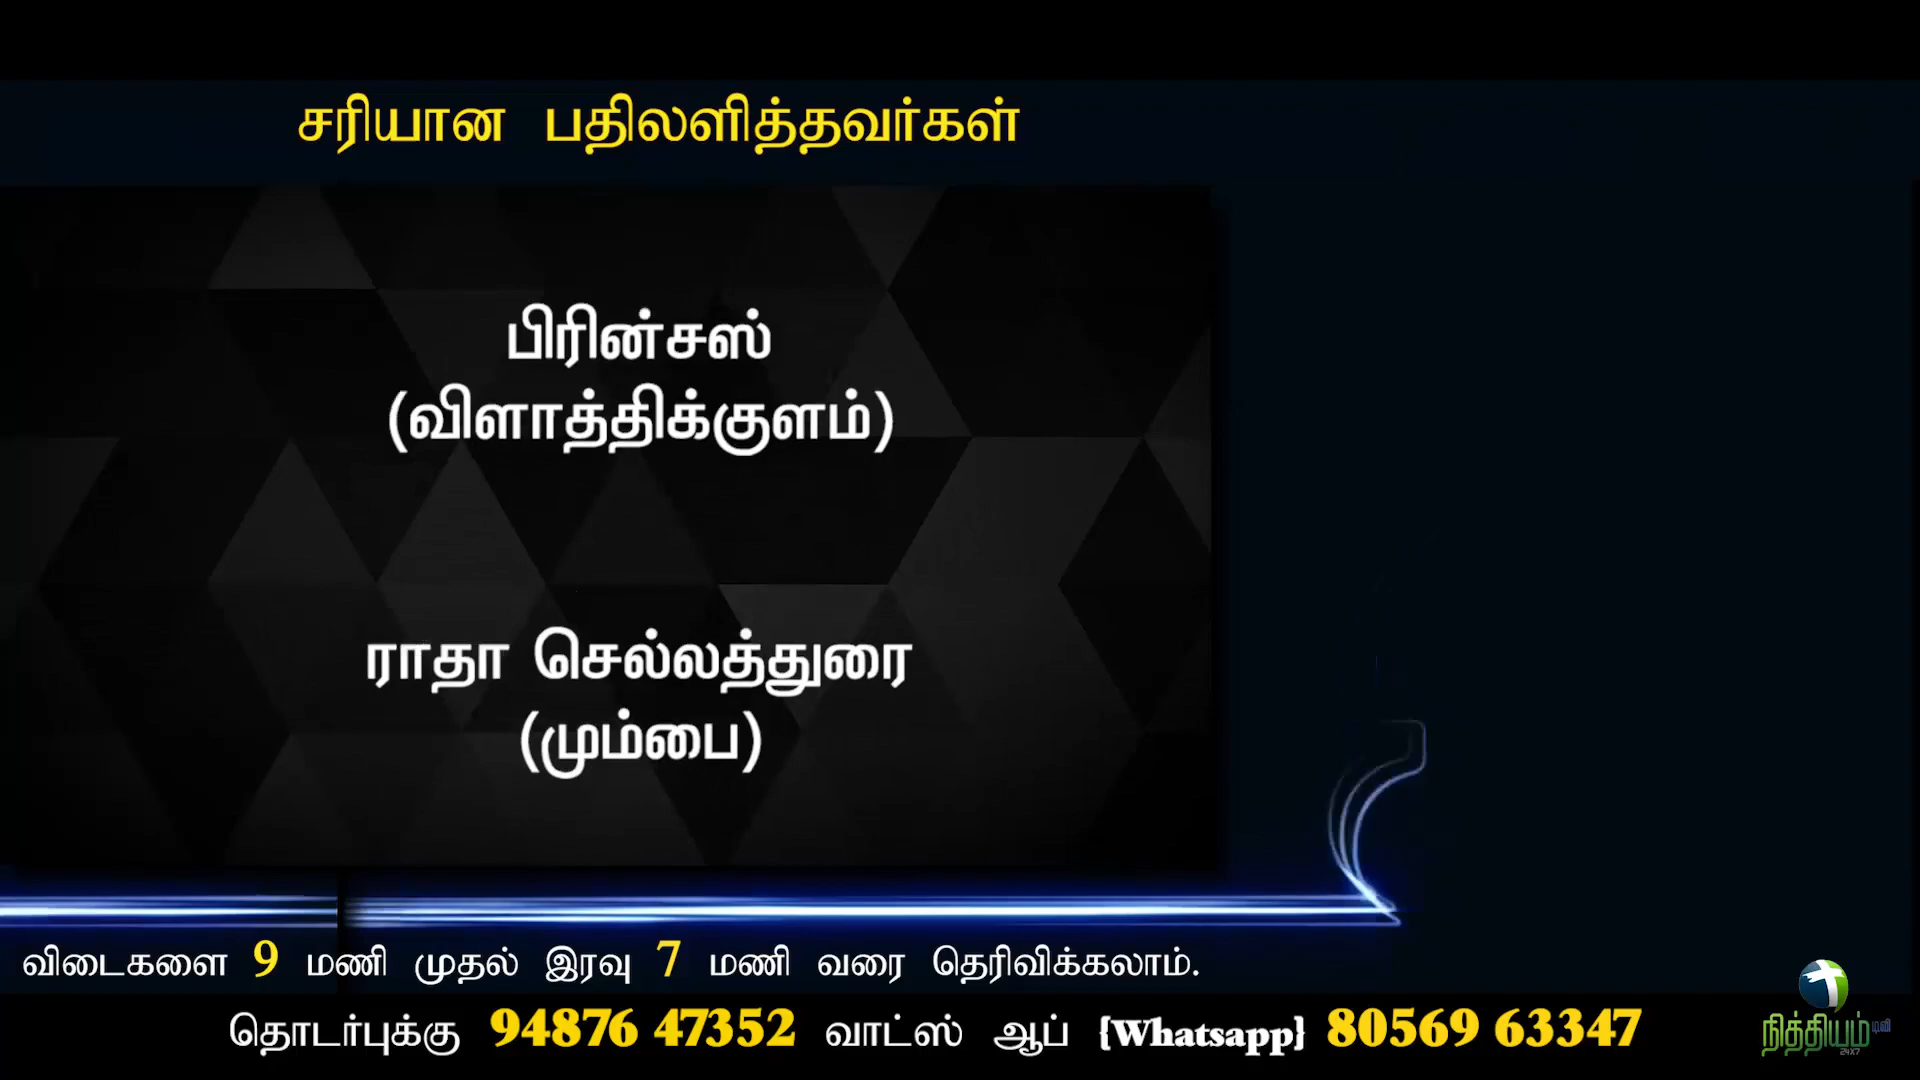 சரியான பதிலளித்தவர்கள்
பிரின்சஸ்
(விளாத்திக்குளம்)
ராதா செல்லத்துரை
(மும்பை)
விடைகளை 9 மணி முதல் இரவு 7 மணி வரை தெரிவிக்கலாம்.
தொடர்புக்கு 94876 47352 வாட்ஸ் ஆப் {Whatsapp} 80569 63347
நித்தியம் டிவி
24X7